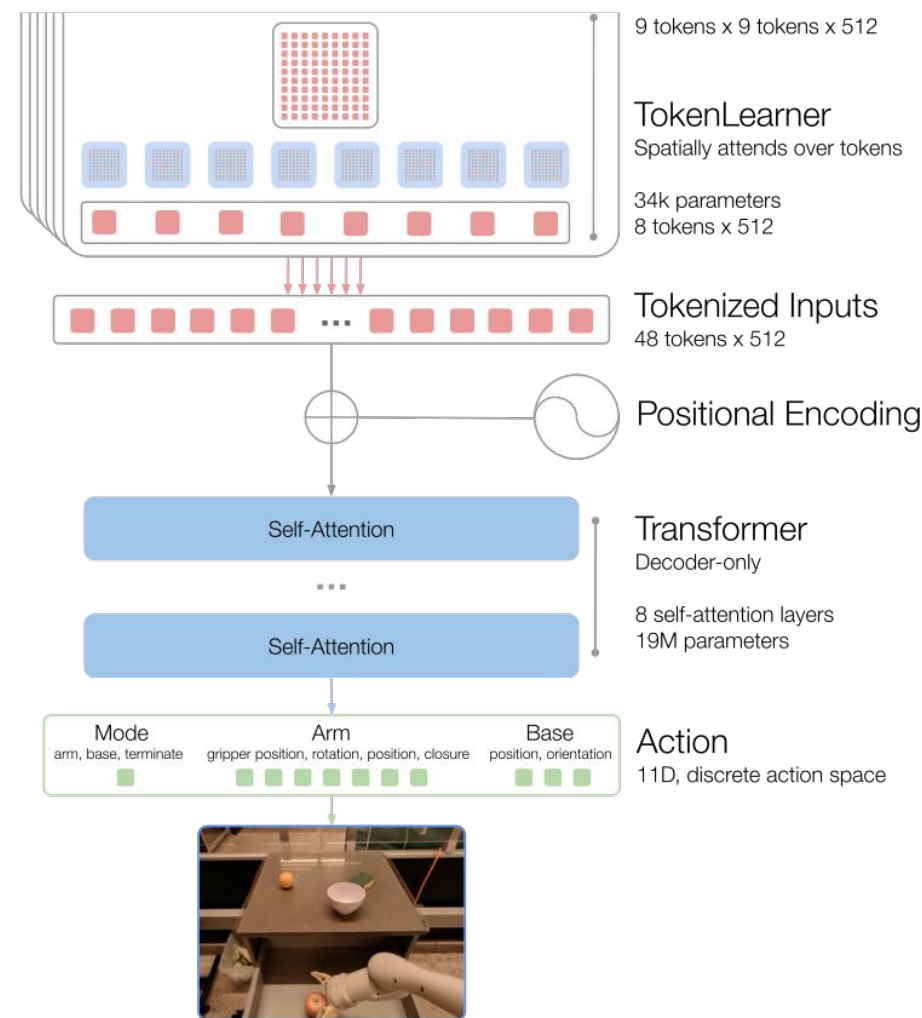 9 tokens x 9 tokens x 512
TokenLearner
Spatially attends over tokens
34k parameters
8 tokens x 512
Tokenized Inputs
48 tokens x 512
Positional Encoding
Self-Attention
Transformer
Decoder-only
...
8 self-attention layers
19M parameters
Self-Attention
Mode
arm, base, terminate
Arm
gripper position, rotation, position, closure
Base
position, orientation
Action
11D, discrete action space